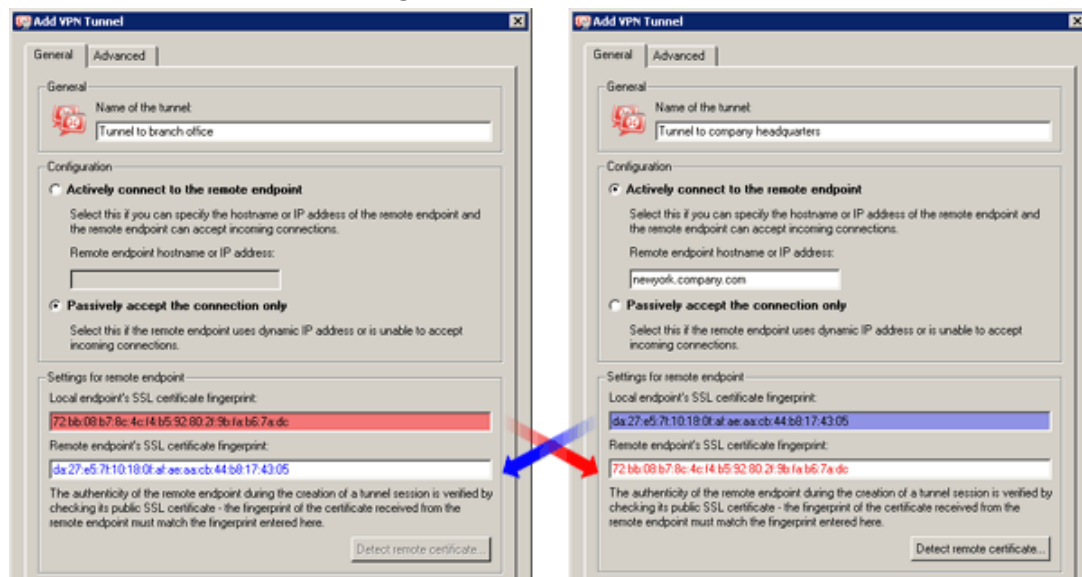 Add VPN Tunnel
General
Advanced
General
Name of the tunnel:
Tunnel to branch office
Configuration
Actively connect to the remote endpoint
Select this if you can specify the hostname or IP address of the remote endpoint and
the remote endpoint can accept incoming connections.
Remote endpoint hostname or IP address:
Passively accept the connection only
Select this if the remote endpoint uses dynamic IP address or is unable to accept
incoming connections.
Settings for remote endpoint
Local endpoint's SSL certificate fingerprint:
72:bb:08:b7:8c:4c:f4:b5:92:80:2f:9b:fa:b6:7a:dc
Remote endpoint's SSL certificate fingerprint:
da:27:e5:7f:10:18:0f:af:ae:aa:cb:44:b8:17:43:05
The authenticity of the remote endpoint during the creation of a tunnel session is verified by
checking its public SSL certificate - the fingerprint of the certificate received from the
remote endpoint must match the fingerprint entered here.
Detect remote certificate...
Add VPN Tunnel
General
Advanced
General
Name of the tunnel:
Tunnel to company headquarters
Configuration
Actively connect to the remote endpoint
Select this if you can specify the hostname or IP address of the remote endpoint and
the remote endpoint can accept incoming connections.
Remote endpoint hostname or IP address:
newyork.company.com
Passively accept the connection only
Select this if the remote endpoint uses dynamic IP address or is unable to accept
incoming connections.
Settings for remote endpoint
Local endpoint's SSL certificate fingerprint:
da:27:e5:7f:10:18:0f:af:ae:aa:cb:44:b8:17:43:05
Remote endpoint's SSL certificate fingerprint:
72:bb:08:b7:8c:4c:f4:b5:92:80:2f:9b:fa:b6:7a:dc
The authenticity of the remote endpoint during the creation of a tunnel session is verified by
checking its public SSL certificate - the fingerprint of the certificate received from the
remote endpoint must match the fingerprint entered here.
Detect remote certificate...